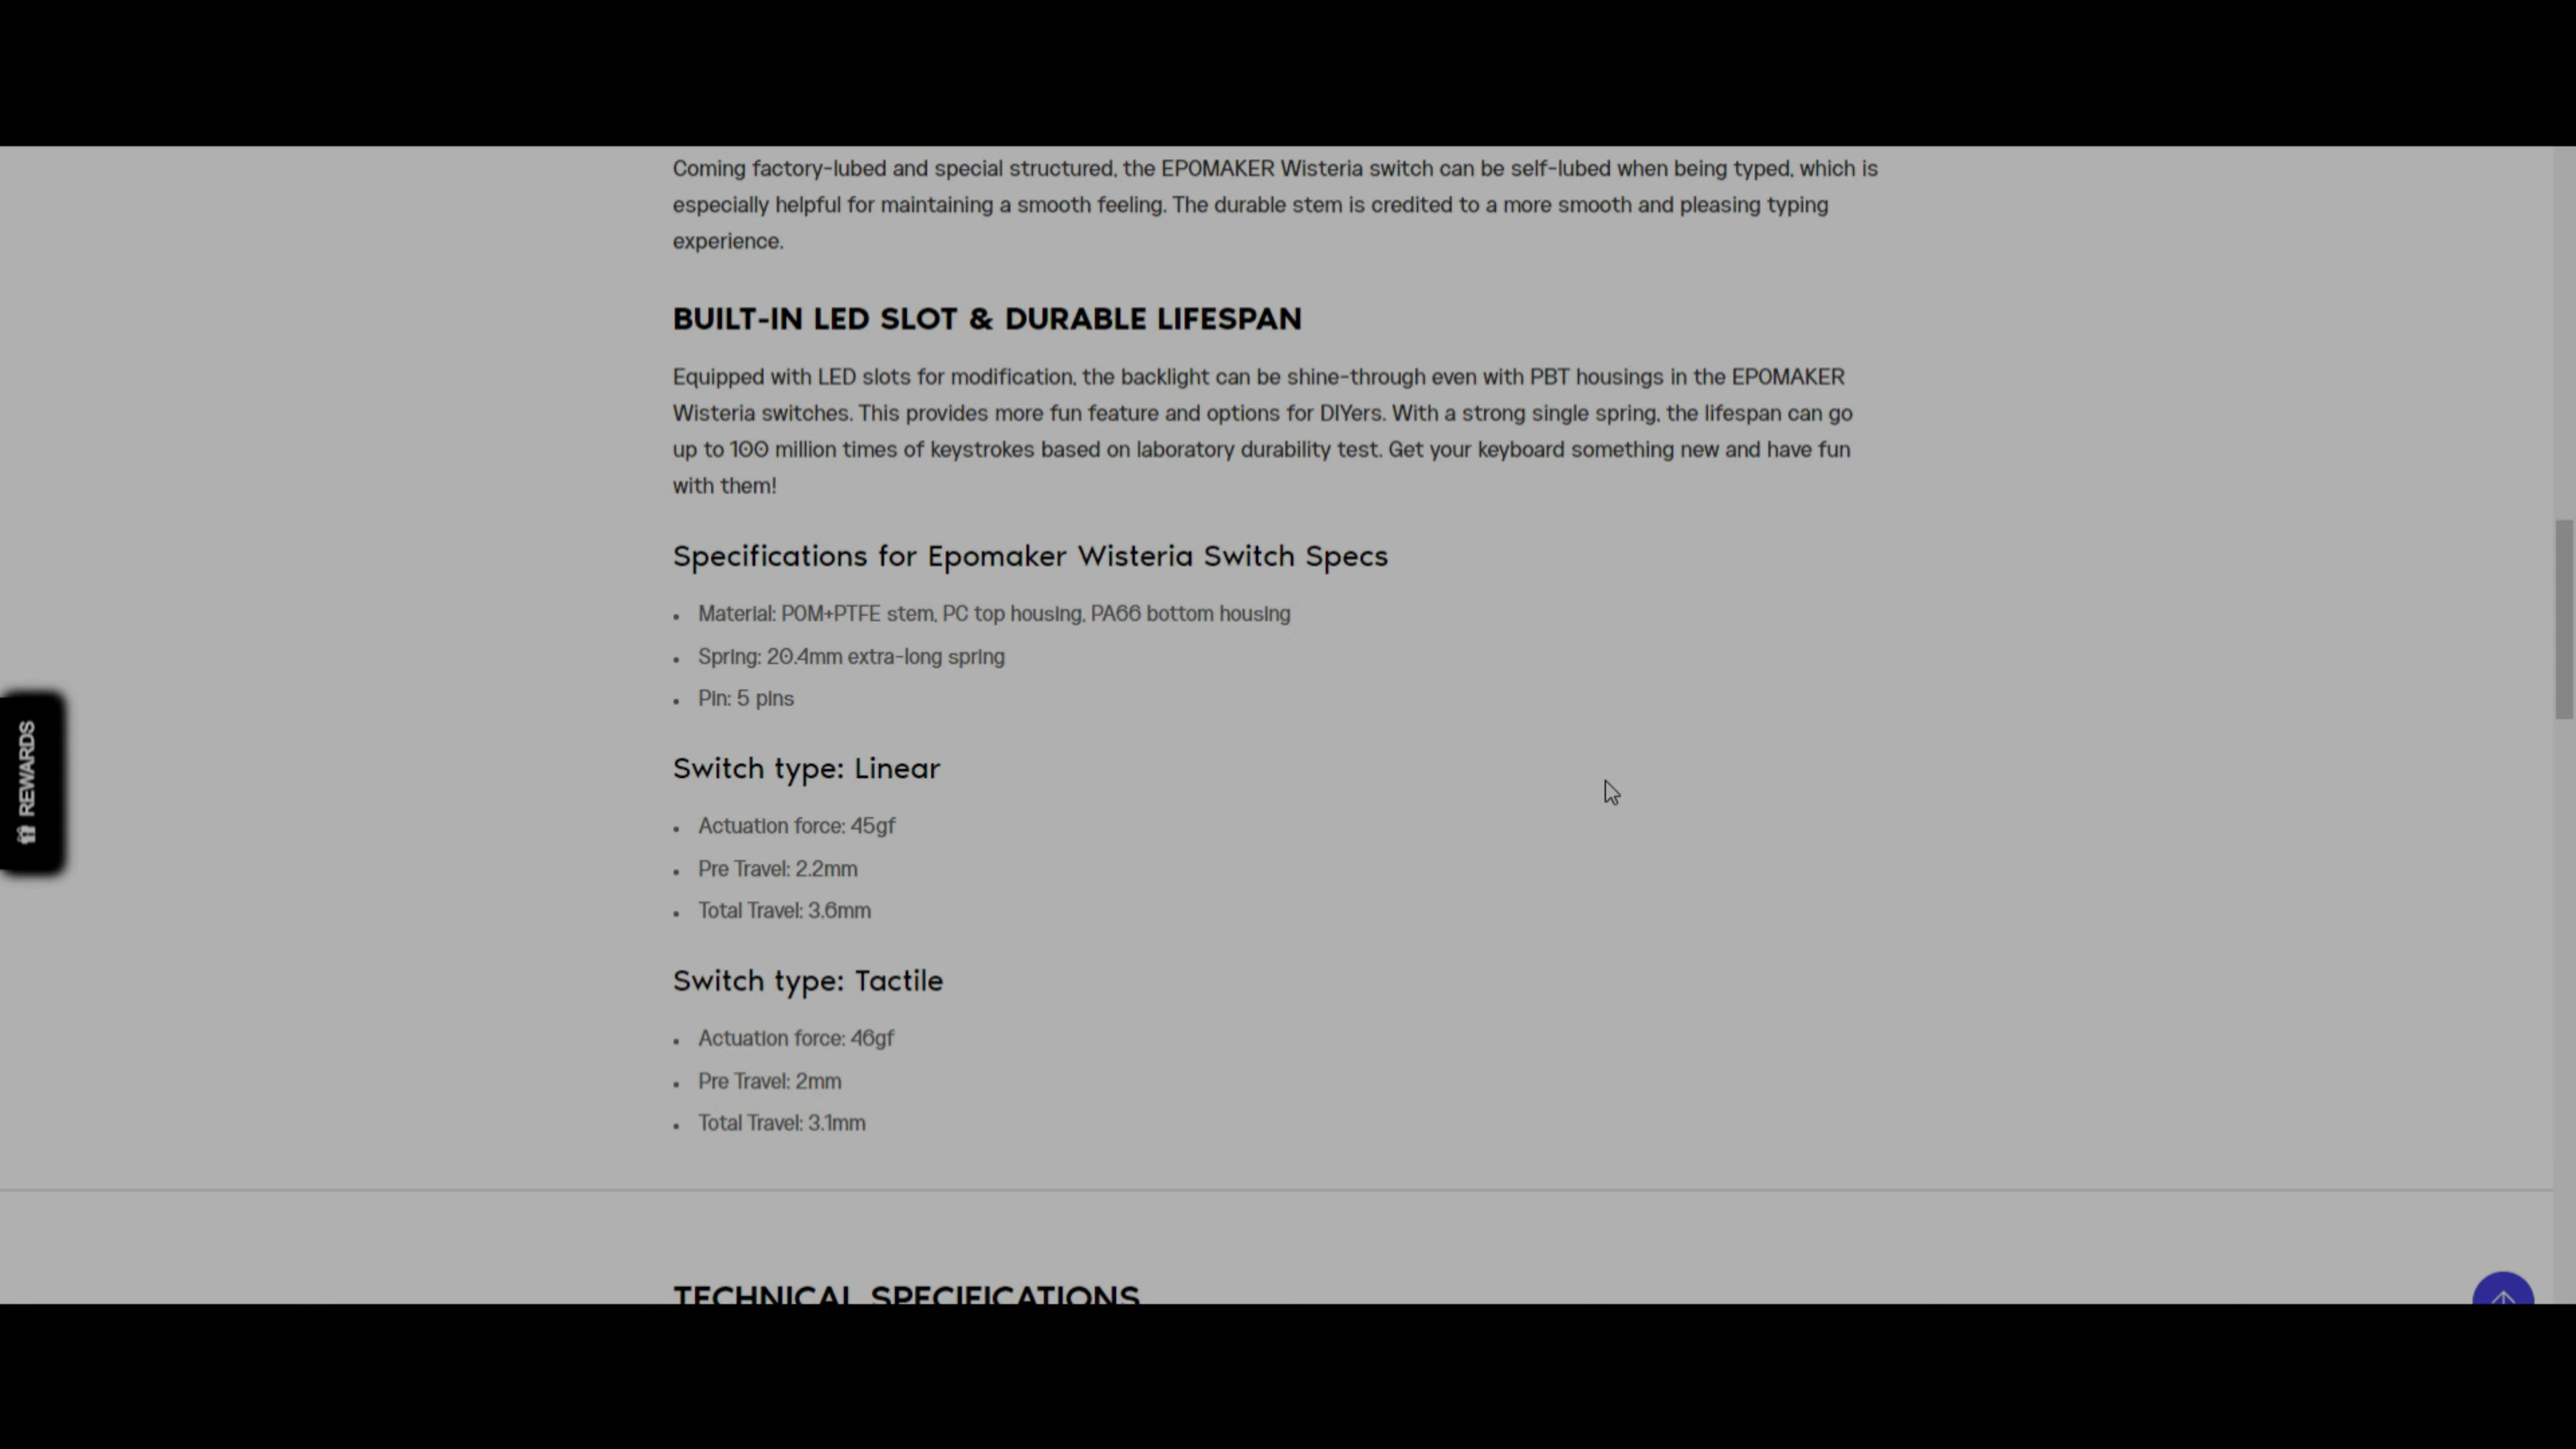 Coming factory-lubed and special structured, the EPOMAKER Wisteria switch can be self-lubed when being typed, which is
especially helpful for maintaining a smooth feeling. The durable stem is credited to a more smooth and pleasing typing
experience.
BUILT-IN LED SLOT & DURABLE LIFESPAN
Equipped with LED slots for modification, the backlight can be shine-through even with PBT housings in the EPOMAKER
Wisteria switches. This provides more fun feature and options for DIYers. With a strong single spring, the lifespan can go
up to 100 million times of keystrokes based on laboratory durability test. Get your keyboard something new and have fun
with them!
Specifications for Epomaker Wisteria Switch Specs
• Material: POM+PTFE stem, PC top housing, PA66 bottom housing
• Spring: 20.4mm extra-long spring
• Pin: 5 pins
REWARDS
Switch type: Linear
• Actuation force: 45gf
• Pre Travel: 2.2mm
• Total Travel: 3.6mm
Switch type: Tactile
• Actuation force: 46gf
• Pre Travel: 2mm
• Total Travel: 3.1mm
TECHNICAL SPECIFICATIONS